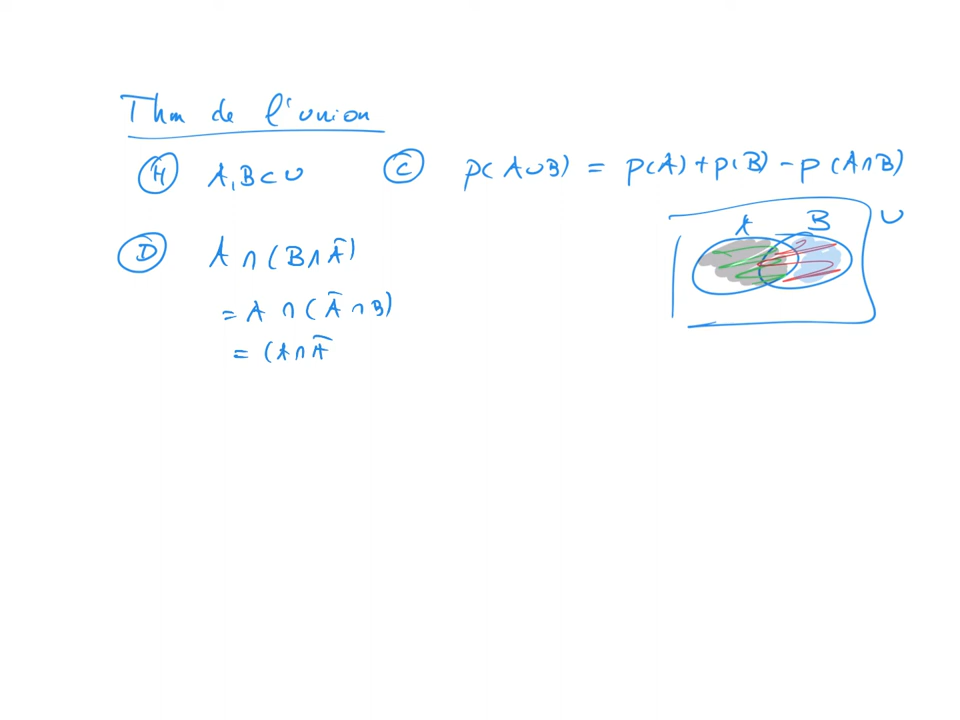 Thm de l'union
(H) A,B⊂U (C) p(A∪B) = p(A)+p(B)-p(A∩B)
A B U
(D) A∩(B∩Ā)
= A∩(Ā∩B)
= (A∩Ā